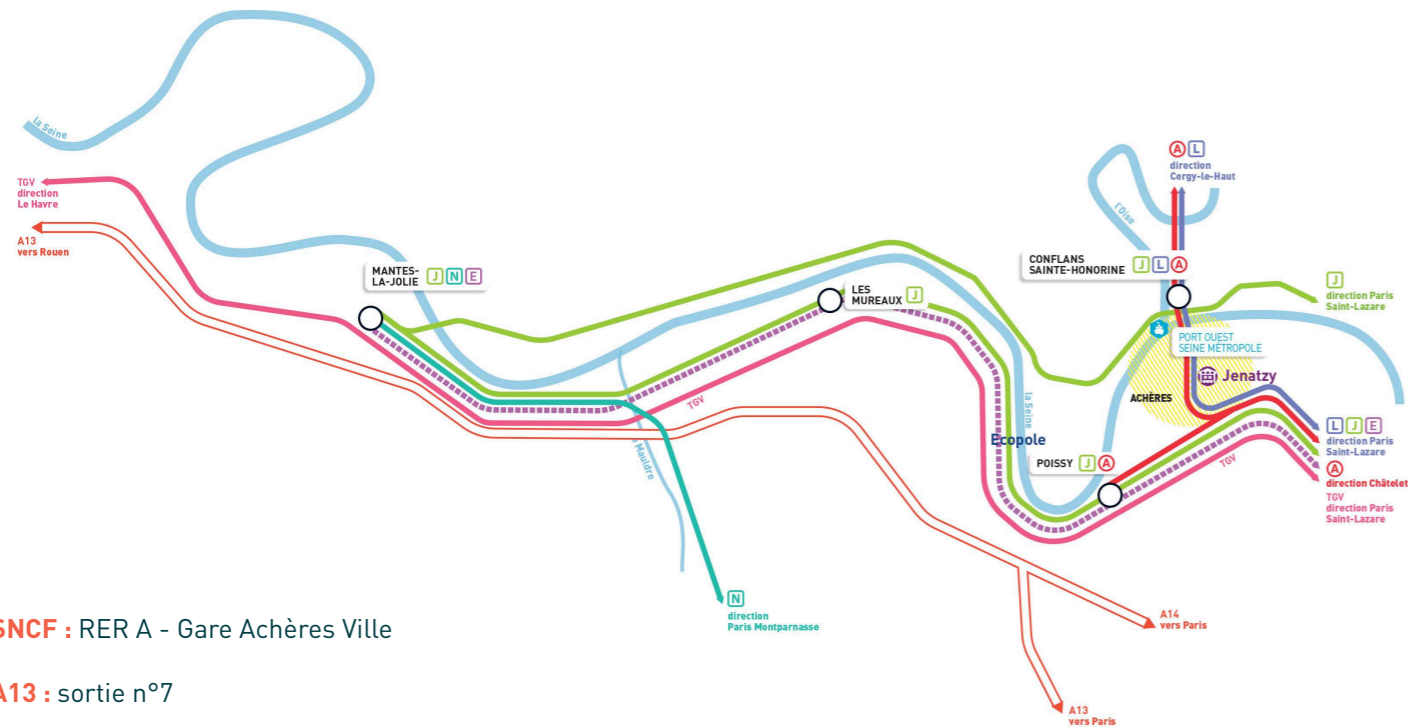 la Seine
TGV
direction
Le Havre
A13
vers Rouen
MANTES-
LA-JOLIE J N E
LES
MUREAUX J
TGV
Mauldre
N
direction
Paris Montparnasse
A L
direction
Cergy-le-Haut
l'Oise
CONFLANS
SAINTE-HONORINE J L A
J
direction Paris
Saint-Lazare
PORT OUEST
SEINE MÉTROPOLE
Jenatzy
ACHÈRES
la Seine
Ecopole
POISSY J A
TGV
L J E
direction Paris
Saint-Lazare
A
direction Châtelet
TGV
direction Paris
Saint-Lazare
A14
vers Paris
A13
vers Paris
SNCF : RER A - Gare Achères Ville
A13 : sortie n°7